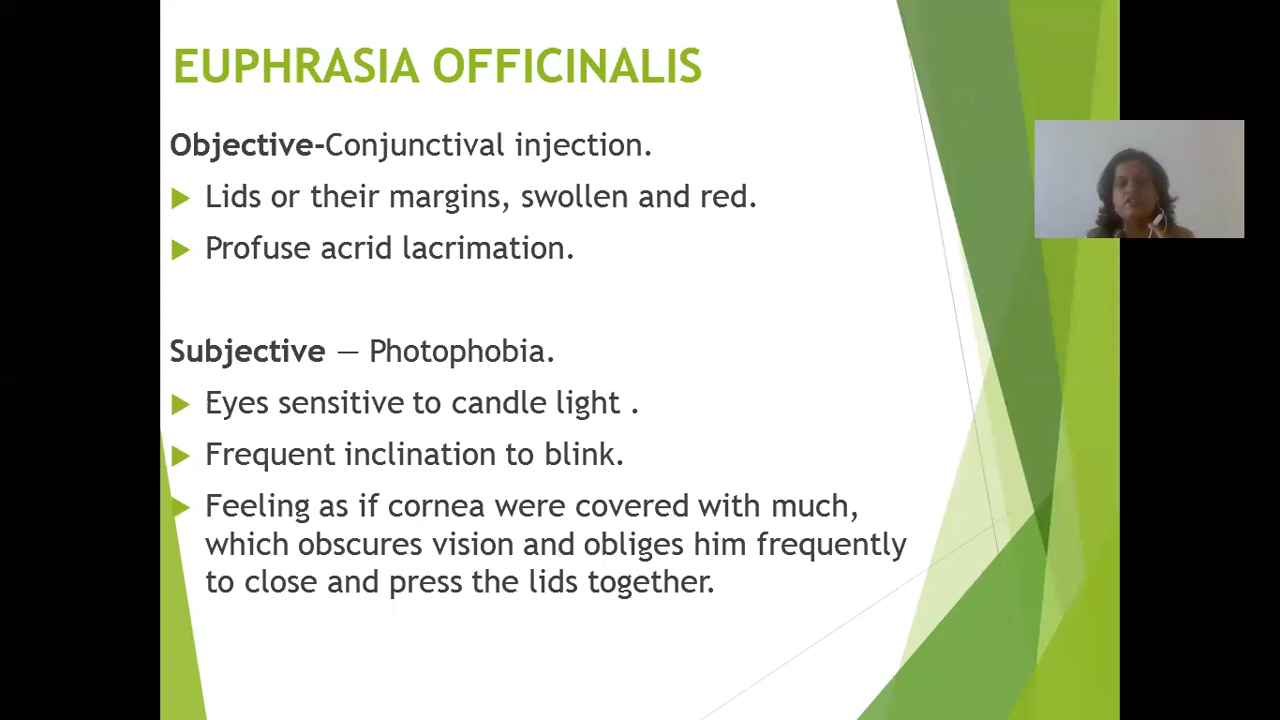 EUPHRASIA OFFICINALIS
Objective-Conjunctival injection.
Lids or their margins, swollen and red.
Profuse acrid lacrimation.
Subjective — Photophobia.
Eyes sensitive to candle light .
Frequent inclination to blink.
Feeling as if cornea were covered with much,
which obscures vision and obliges him frequently
to close and press the lids together.